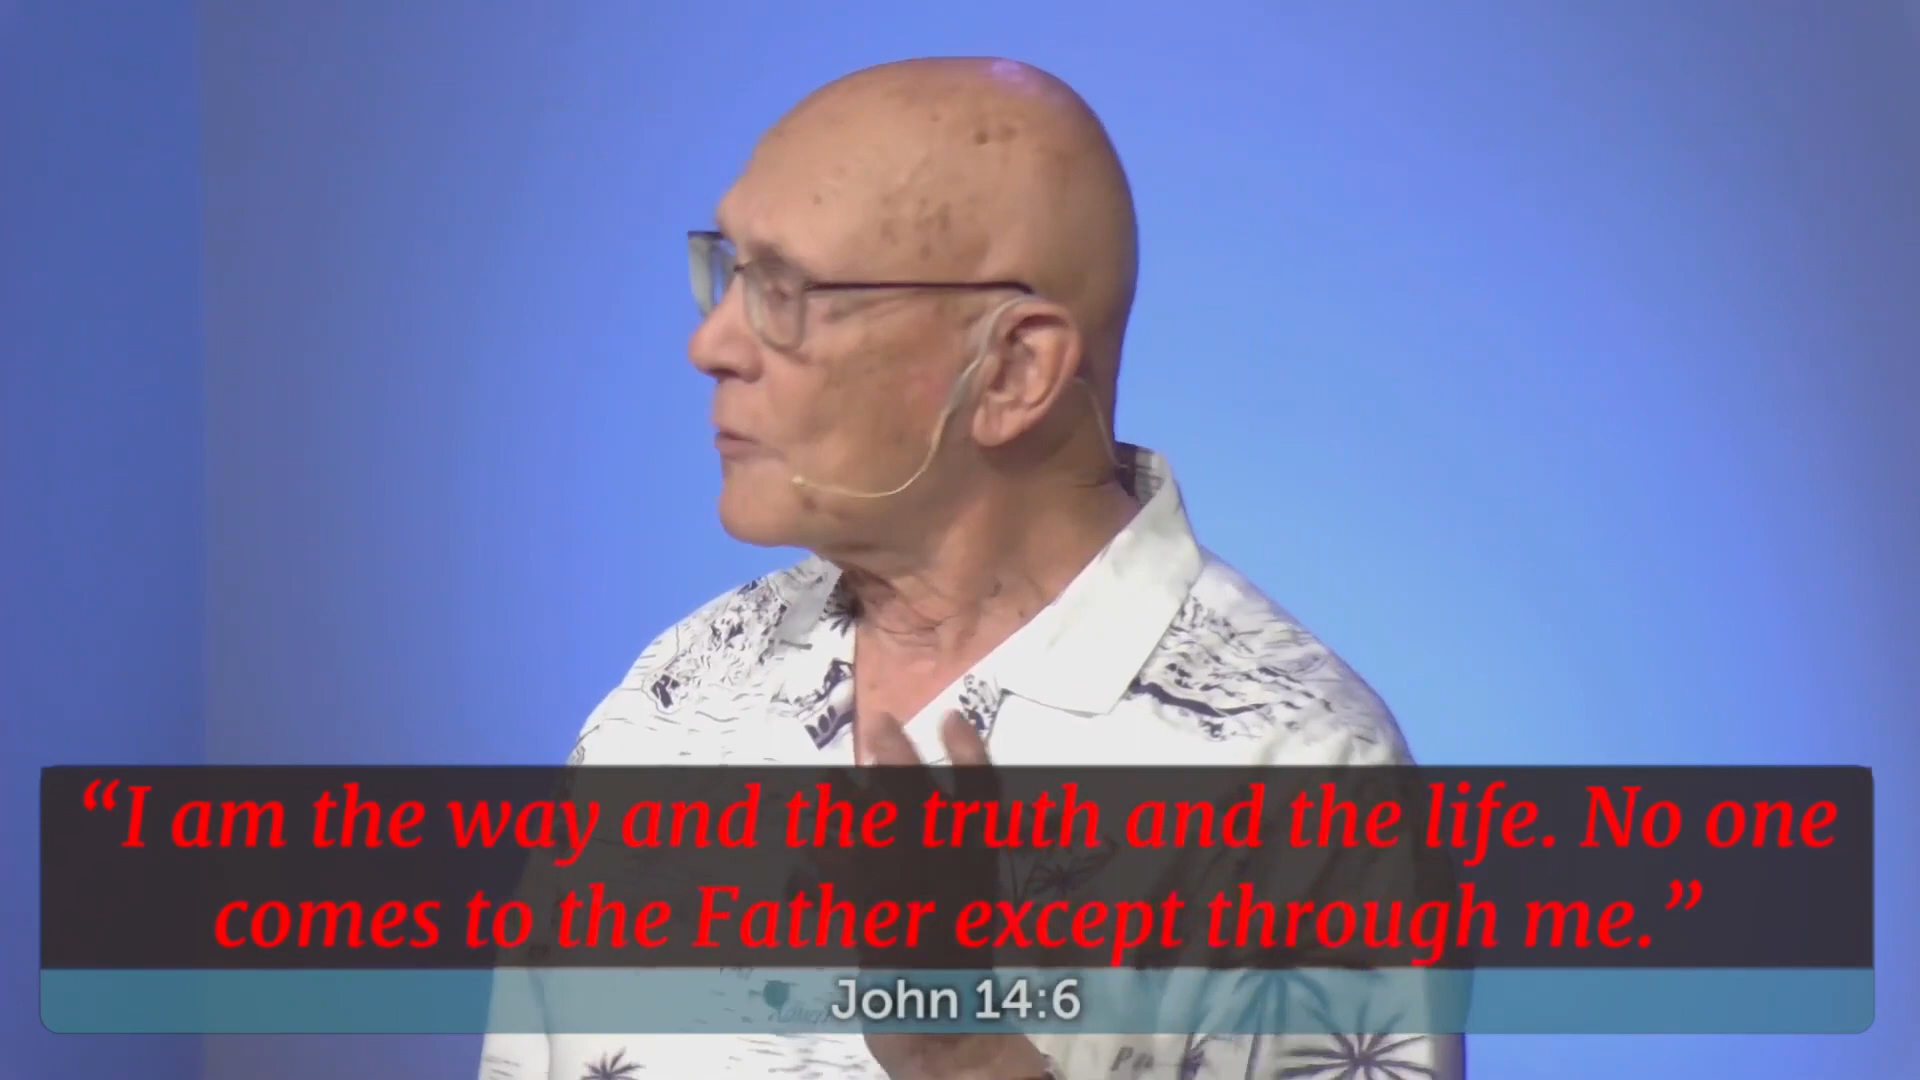 “I am the way and the truth and the life. No one
comes to the Father except through me.”
John 14:6